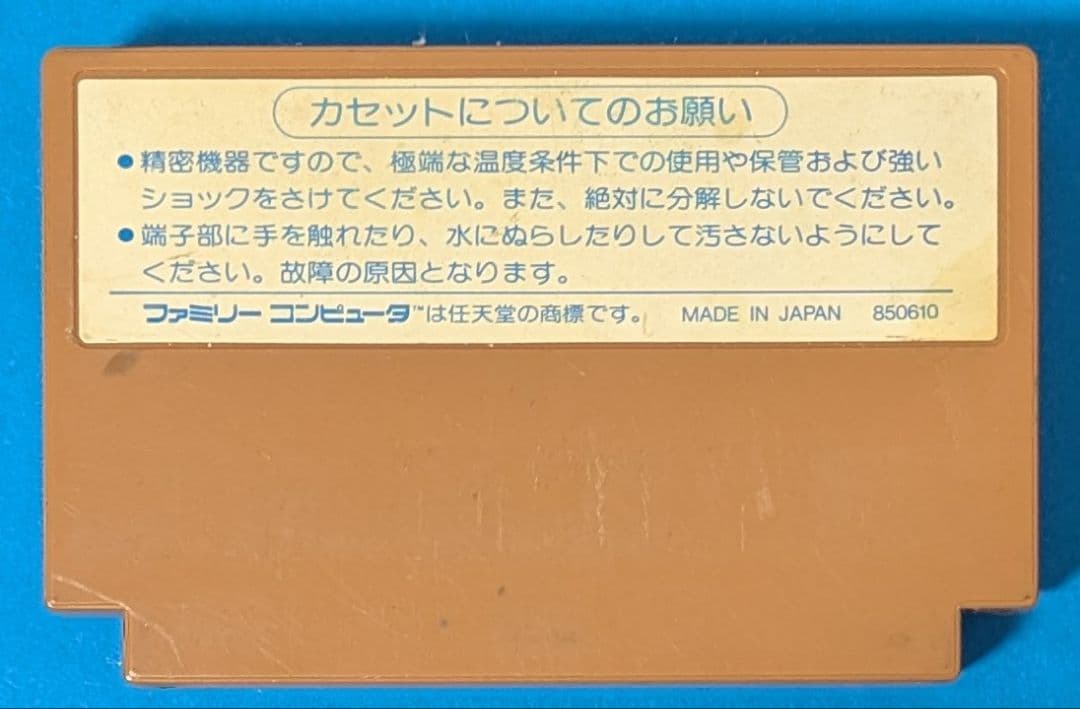 カセットについてのお願い
●精密機器ですので、極端な温度条件下での使用や保管および強い
ショックをさけてください。また、絶対に分解しないでください。
●端子部に手を触れたり、水にぬらしたりして汚さないようにして
ください。故障の原因となります。
ファミリーコンピュータ™は任天堂の商標です。 MADE IN JAPAN 850610